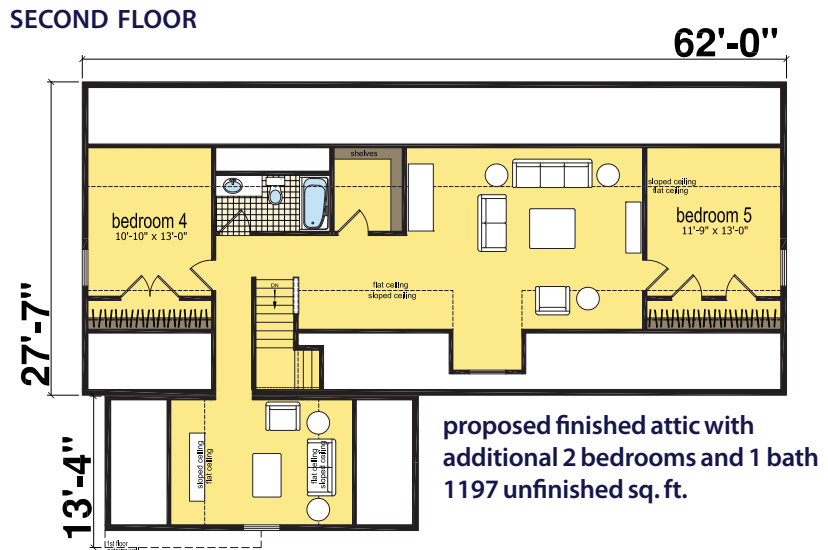 SECOND FLOOR
62'-0"
27'-7"
13'-4"
shelves
bedroom 4
10'-10" x 13'-0"
sloped ceiling
flat ceiling
bedroom 5
11'-9" x 13'-0"
DN
flat ceiling
sloped ceiling
sloped ceiling
flat ceiling
flat ceiling
sloped ceiling
proposed finished attic with
additional 2 bedrooms and 1 bath
1197 unfinished sq. ft.
1st floor